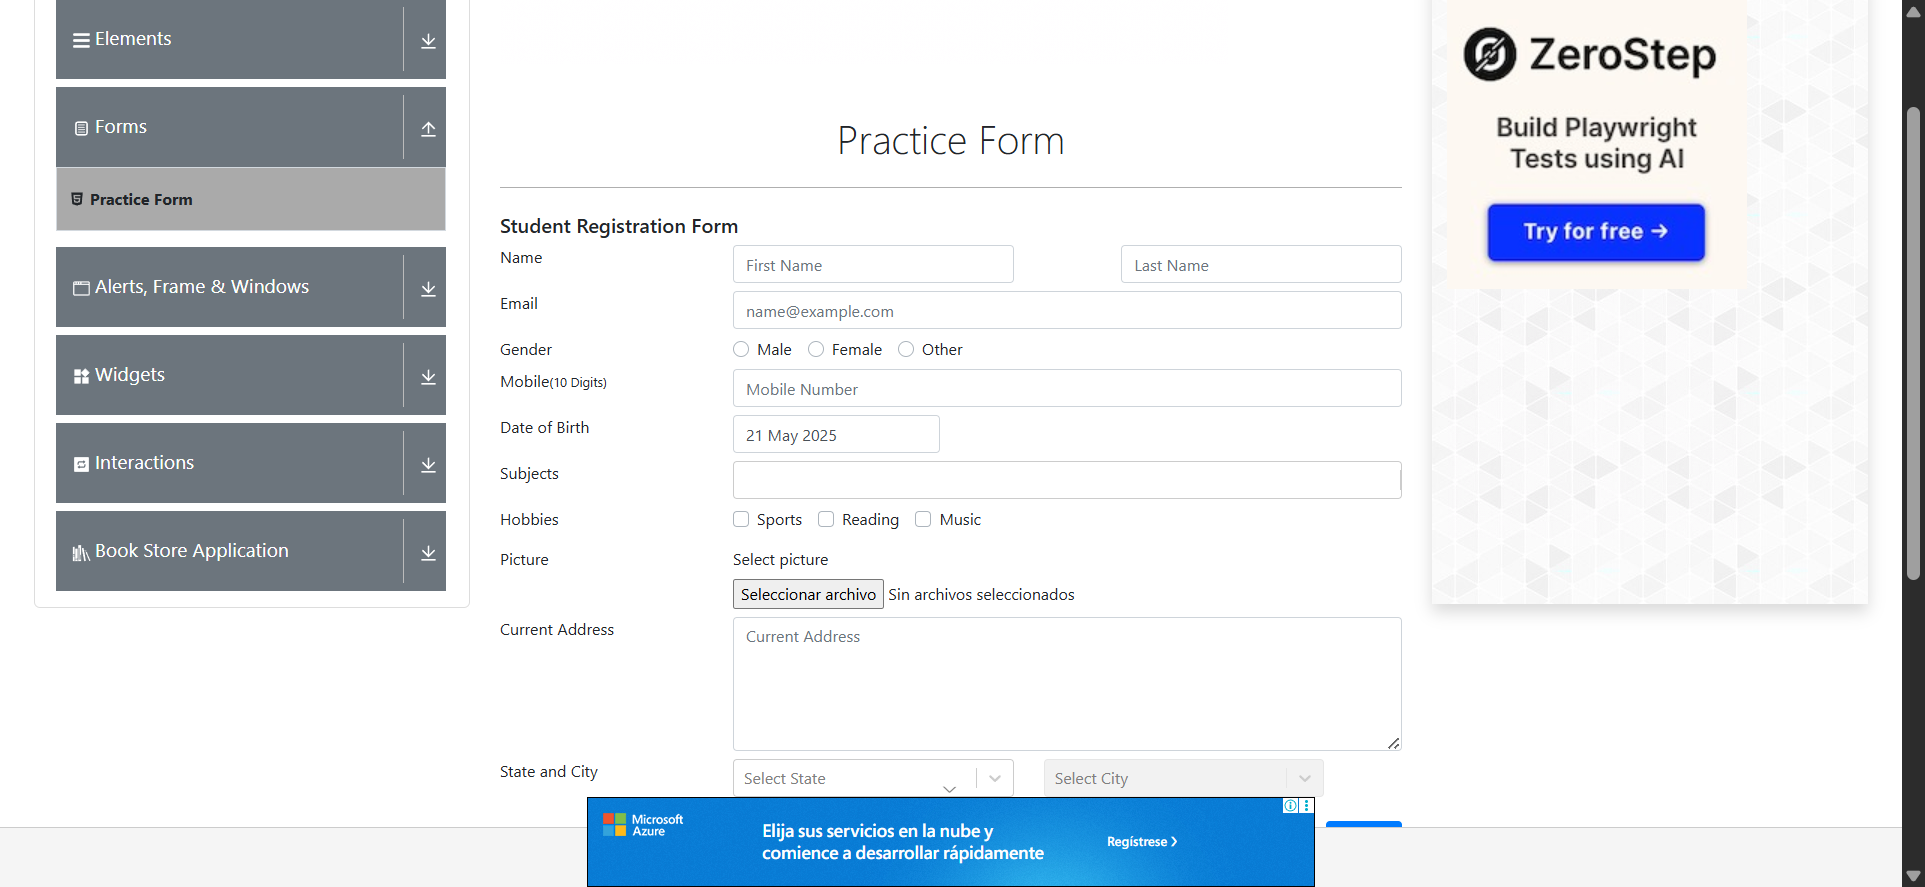 Elements
Forms
Practice Form
Alerts, Frame & Windows
Widgets
Interactions
Book Store Application
Practice Form
Student Registration Form
Name
First Name
Last Name
Email
name@example.com
Gender
Male
Female
Other
Mobile(10 Digits)
Mobile Number
Date of Birth
21 May 2025
Subjects
Hobbies
Sports
Reading
Music
Picture
Select picture
Seleccionar archivo
Sin archivos seleccionados
Current Address
Current Address
State and City
Select State
Select City
ZeroStep
Build Playwright
Tests using AI
Try for free →
Microsoft
Azure
Elija sus servicios en la nube y
comience a desarrollar rápidamente
Regístrese